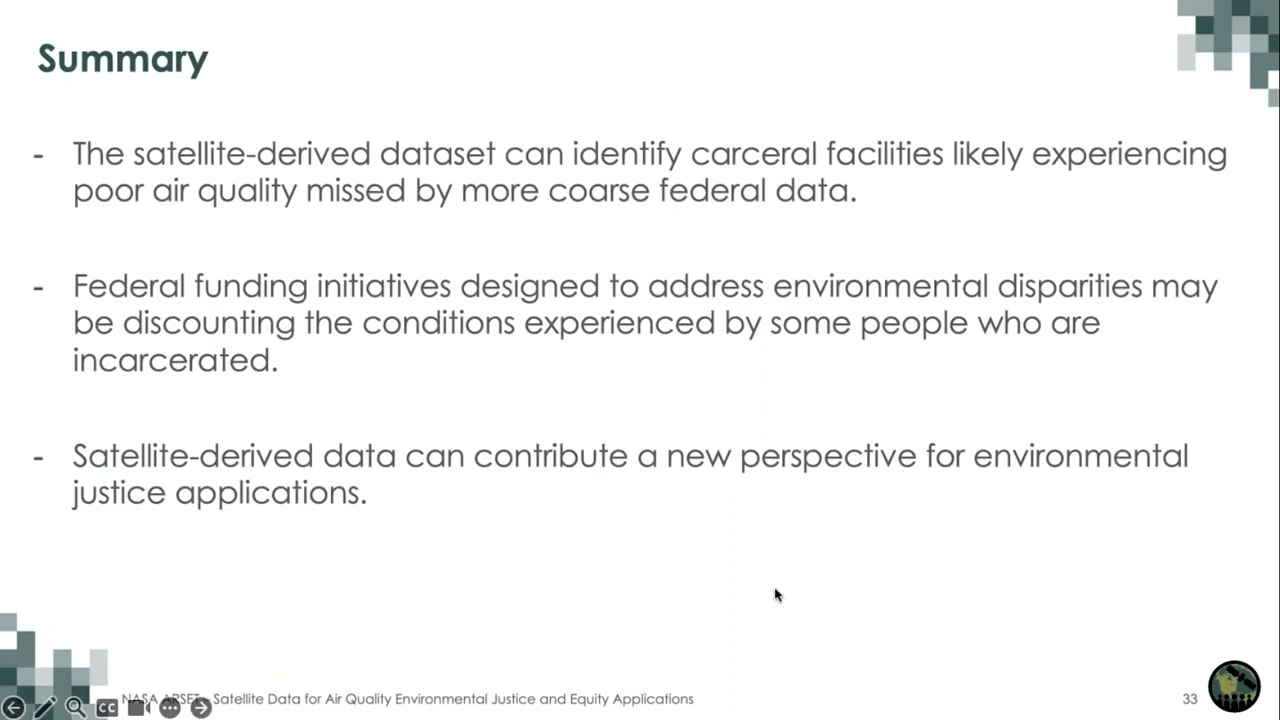 Summary
- The satellite-derived dataset can identify carceral facilities likely experiencing
poor air quality missed by more coarse federal data.
- Federal funding initiatives designed to address environmental disparities may
be discounting the conditions experienced by some people who are
incarcerated.
- Satellite-derived data can contribute a new perspective for environmental
justice applications.
NASA ARSET – Satellite Data for Air Quality Environmental Justice and Equity Applications
33
CC